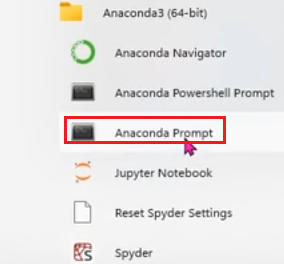 Anaconda3 (64-bit)
Anaconda Navigator
Anaconda Powershell Prompt
Anaconda Prompt
Jupyter Notebook
Reset Spyder Settings
Spyder